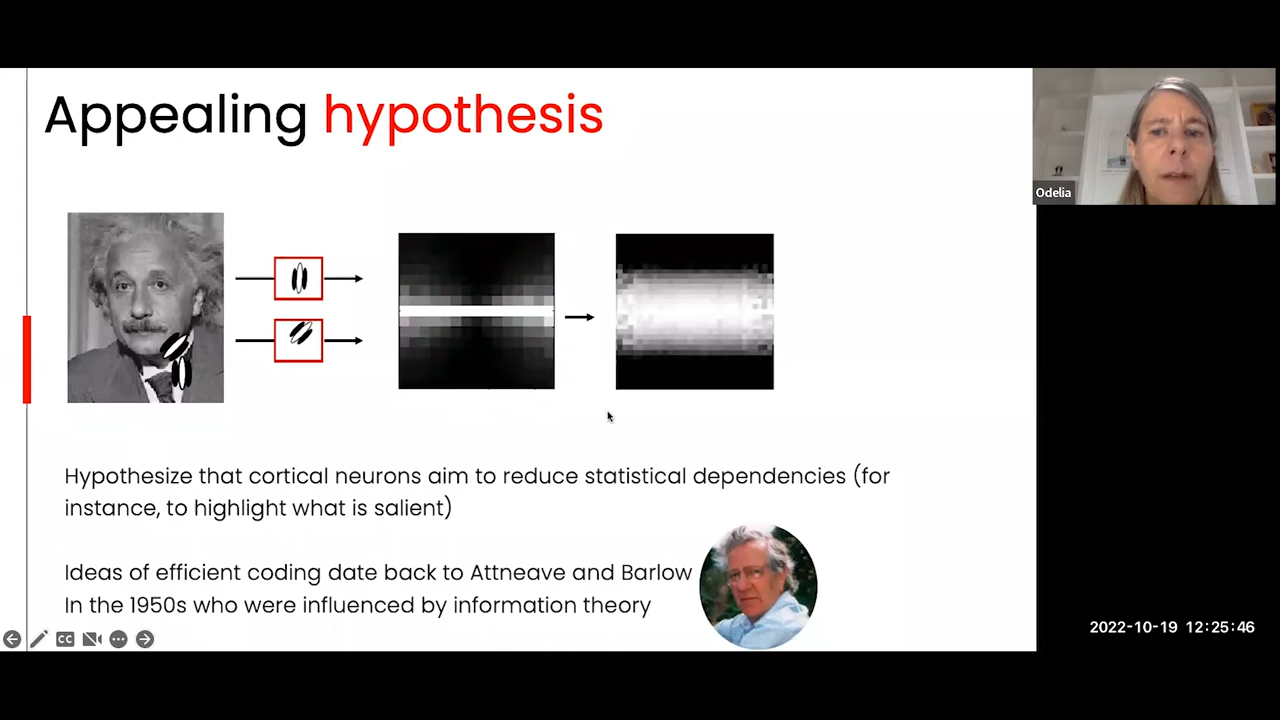 Appealing hypothesis
Odelia
Hypothesize that cortical neurons aim to reduce statistical dependencies (for
instance, to highlight what is salient)
Ideas of efficient coding date back to Attneave and Barlow
In the 1950s who were influenced by information theory
CC
2022-10-19 12:25:46